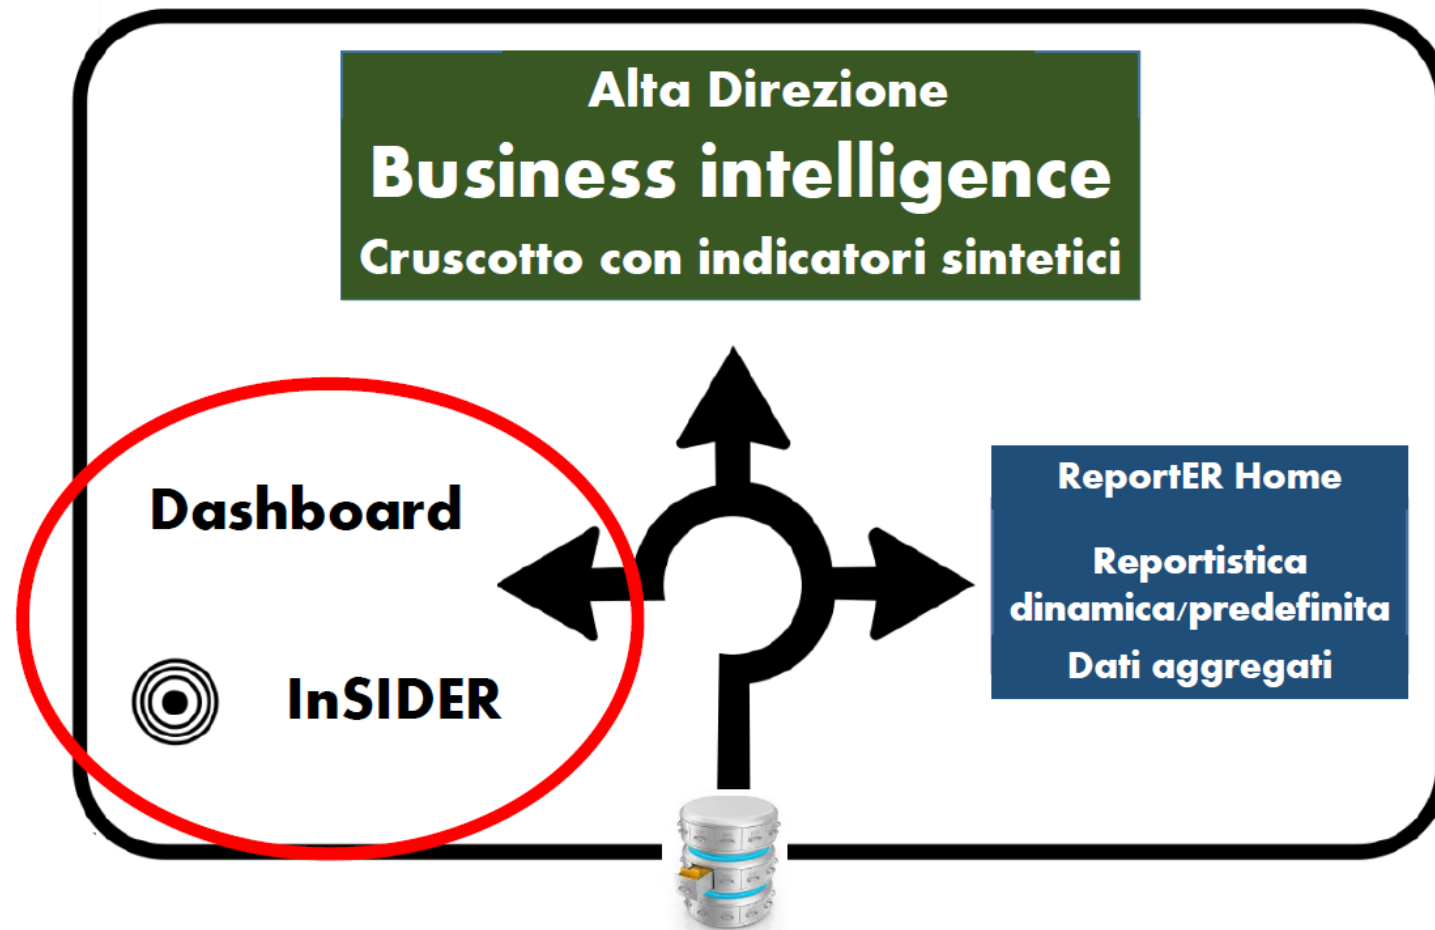 Alta Direzione
Business intelligence
Cruscotto con indicatori sintetici
Dashboard
InSIDER
ReportER Home
Reportistica
dinamica/predefinita
Dati aggregati